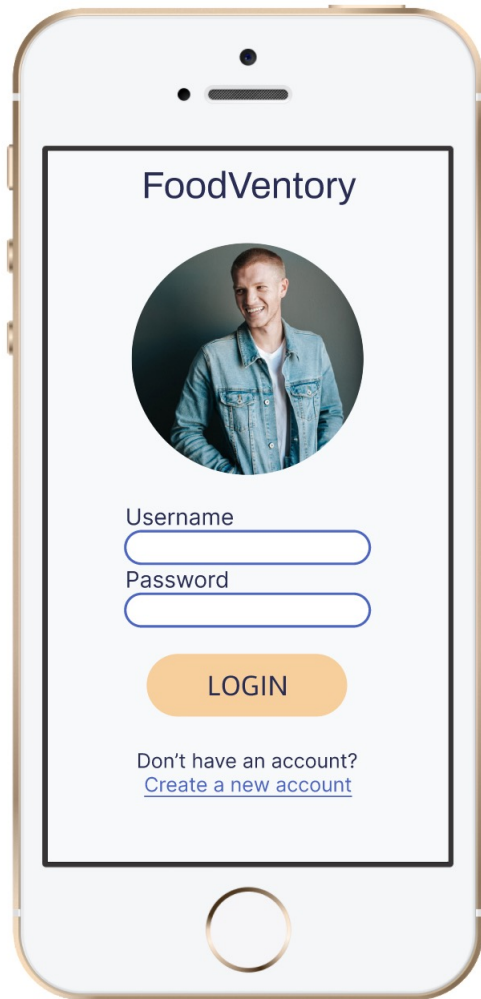 FoodVentory
Username
Password
LOGIN
Don’t have an account?
Create a new account